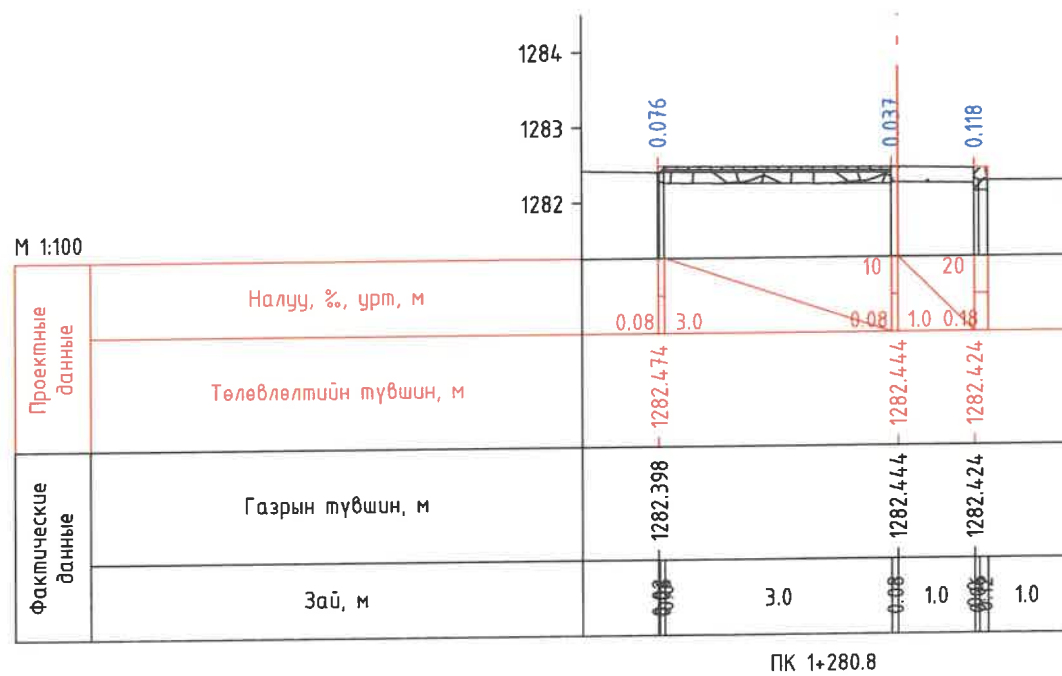 1284
1283
1282
0.076
0.037
0.118
М 1:100
Проектные данные
Налуу, ‰, урт, м
10
20
0.08
3.0
0.08
1.0
0.18
Төлөвлөлтийн түвшин, м
1282.474
1282.444
1282.424
Фактические данные
Газрын түвшин, м
1282.398
1282.444
1282.424
Зай, м
3.0
0.08
1.0
1.0
ПК 1+280.8